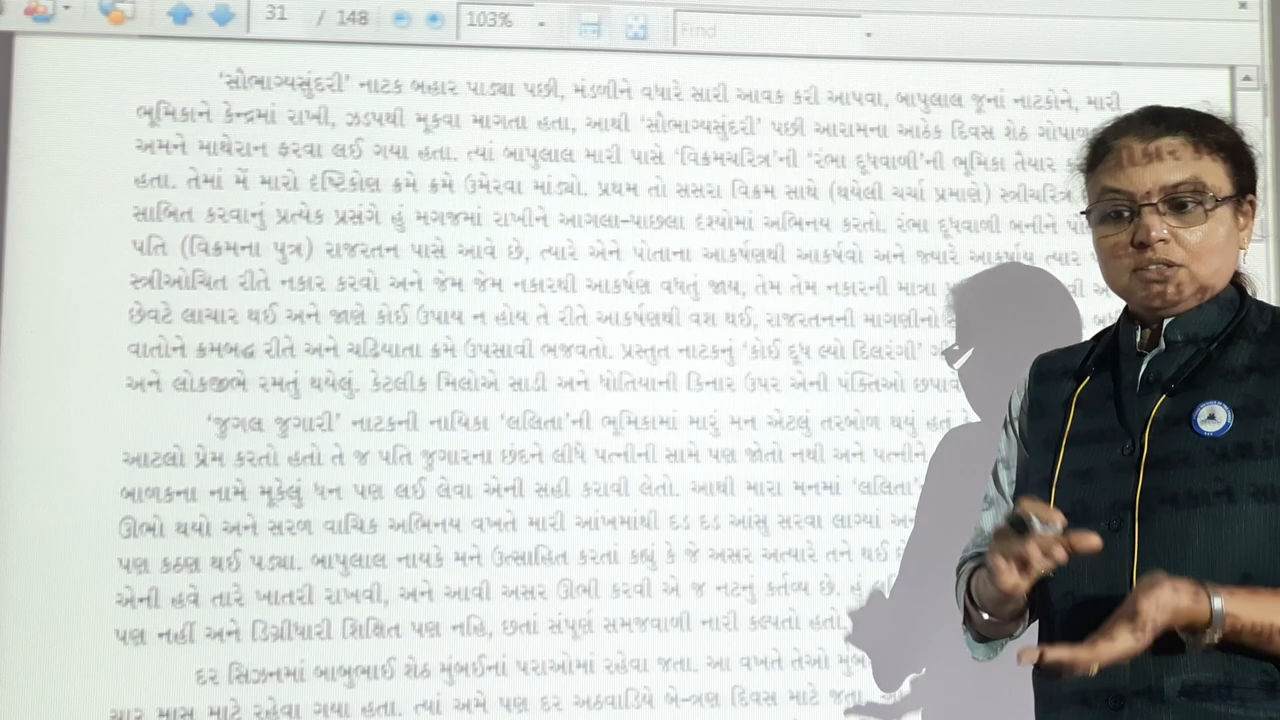 31 / 148 103% Find
'સૌભાગ્યસુંદરી' નાટક બહાર પાડ્યા પછી, મંડળીને વધારે સારી આવક કરી આપવા, બાપુલાલ જૂનાં નાટકોને, મારી
ભૂમિકાને કેન્દ્રમાં રાખી, ઝડપથી મૂકવા માગતા હતા, આથી 'સૌભાગ્યસુંદરી' પછી આરામના આઠેક દિવસ શેઠ
અમને માથેરાન ફરવા લઈ ગયા હતા. ત્યાં બાપુલાલ મારી પાસે 'વિક્રમચરિત્ર'ની 'રંભા દૂધવાળી'ની ભૂમિકા તૈયાર
હતા. તેમાં મેં મારો દૃષ્ટિકોણ ક્રમે ક્રમે ઉમેરવા માંડ્યો. પ્રથમ તો સસરા વિક્રમ સાથે (થયેલી ચર્ચા પ્રમાણે) સ્ત્રીચરિત્ર
સાબિત કરવાનું પ્રત્યેક પ્રસંગે હું મગજમાં રાખીને આગલા-પાછલા દૃશ્યોમાં અભિનય કરતો. રંભા દૂધવાળી બનીને
પતિ (વિક્રમના પુત્ર) રાજરતન પાસે આવે છે, ત્યારે એને પોતાના આકર્ષણથી આકર્ષવો અને જ્યારે આકર્ષાય ત્યાર
સ્ત્રીઓચિત રીતે નકાર કરવો અને જેમ જેમ નકારથી આકર્ષણ વધતું જાય, તેમ તેમ નકારની માત્રા
છેવટે લાચાર થઈ અને જાણે કોઈ ઉપાય ન હોય તે રીતે આકર્ષણથી વશ થઈ, રાજરતનની માગણીનો
વાતોને ક્રમબદ્ધ રીતે અને ચઢિયાતા ક્રમે ઉપસાવી ભજવતો. પ્રસ્તુત નાટકનું 'કોઈ દૂધ લ્યો દિલરંગી'
અને લોકજીભે રમતું થયેલું. કેટલીક મિલોએ સાડી અને ધોતિયાની કિનાર ઉપર એની પંક્તિઓ
'જુગલ જુગારી' નાટકની નાયિકા 'લલિતા'ની ભૂમિકામાં મારું મન એટલું તરબોળ થયું હતું
આટલો પ્રેમ કરતો હતો તે જ પતિ જુગારના છંદને લીધે પત્નીની સામે પણ જોતો નથી અને પત્નીને
બાળકના નામે મૂકેલું ધન પણ લઈ લેવા એની સહી કરાવી લેતો. આથી મારા મનમાં 'લલિતા'
ઊભો થયો અને સરળ વાચિક અભિનય વખતે મારી આંખમાંથી દડ દડ આંસુ સરવા લાગ્યાં
પણ કઠણ થઈ પડ્યા. બાપુલાલ નાયકે મને ઉત્સાહિત કરતાં કહ્યું કે જે અસર અત્યારે તને થઈ
એની હવે તારે ખાતરી રાખવી, અને આવી અસર ઊભી કરવી એ જ નટનું કર્તવ્ય છે. હું
પણ નહીં અને ડિગ્રીધારી શિક્ષિત પણ નહિ, છતાં સંપૂર્ણ સમજવાળી નારી કલ્પતો હતો.
દર સિઝનમાં બાબુભાઈ શેઠ મુંબઈનાં પરાઓમાં રહેવા જતા. આ વખતે તેઓ
ચાર માસ માટે રહેવા ગયા હતા. ત્યાં અમે પણ દર અઠવાડિયે બે-ત્રણ દિવસ માટે જતા